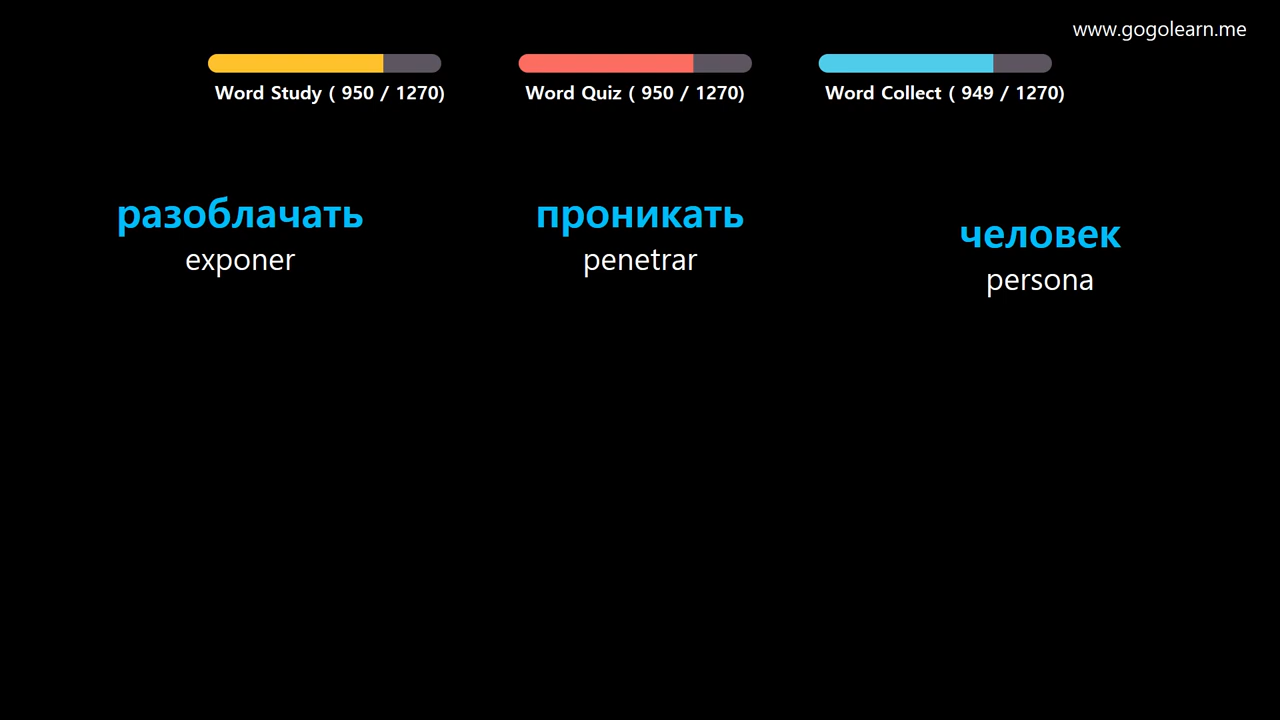 www.gogolearn.me
Word Study ( 950 / 1270)
Word Quiz ( 950 / 1270)
Word Collect ( 949 / 1270)
разоблачать
exponer
проникать
penetrar
человек
persona